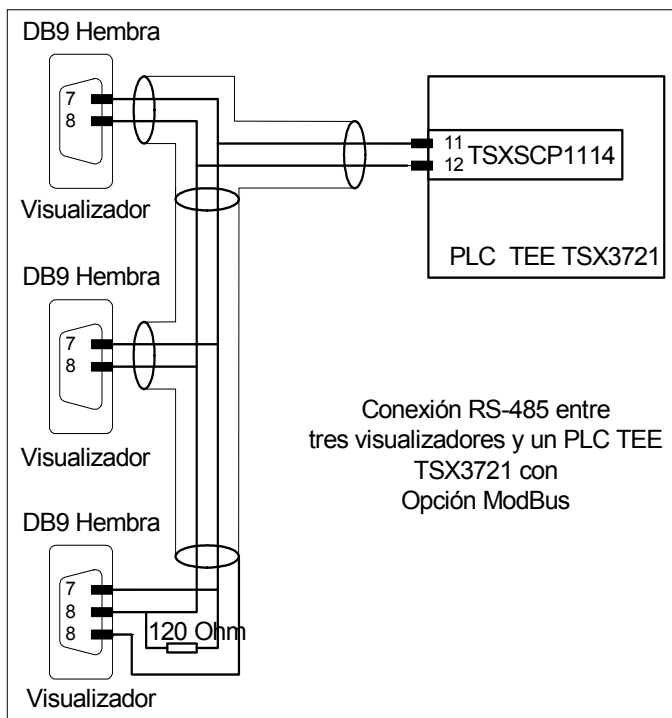 DB9 Hembra
7
8
Visualizador
11
12
TSXSCP1114
PLC TEE TSX3721
DB9 Hembra
7
8
Visualizador
Conexión RS-485 entre
tres visualizadores y un PLC TEE
TSX3721 con
Opción ModBus
DB9 Hembra
7
8
8
120 Ohm
Visualizador